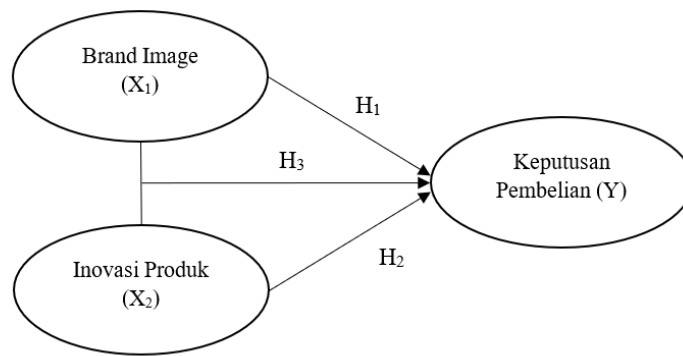 Brand Image
(X₁)
H₁
H₃
Keputusan
Pembelian (Y)
H₂
Inovasi Produk
(X₂)